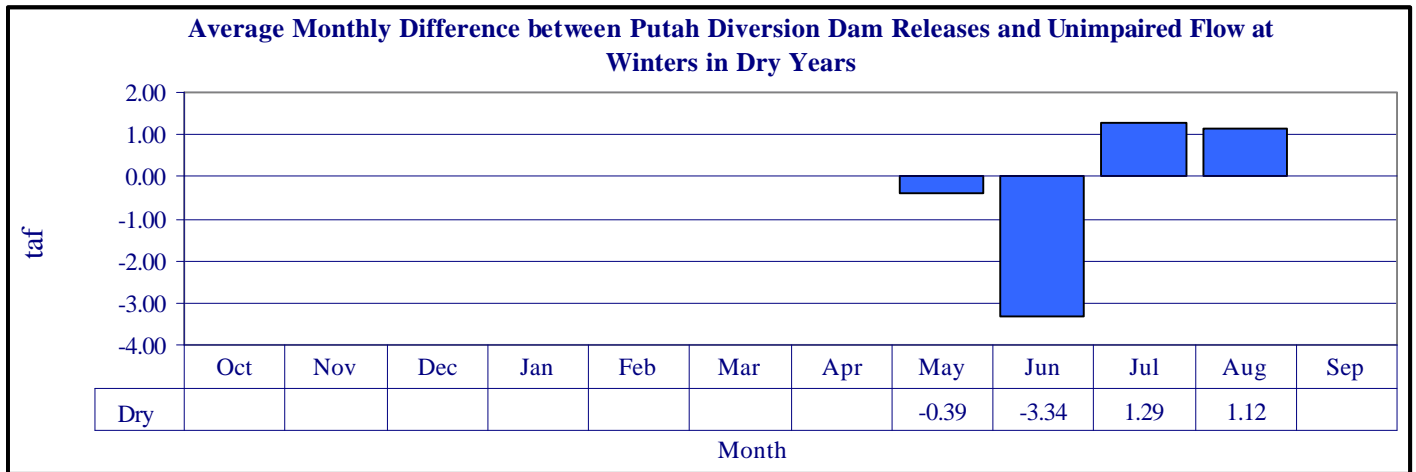 Average Monthly Difference between Putah Diversion Dam Releases and Unimpaired Flow at
Winters in Dry Years
2.00
1.00
0.00
-1.00
-2.00
-3.00
-4.00
taf
Oct Nov Dec Jan Feb Mar Apr May Jun Jul Aug Sep
Dry -0.39 -3.34 1.29 1.12
Month